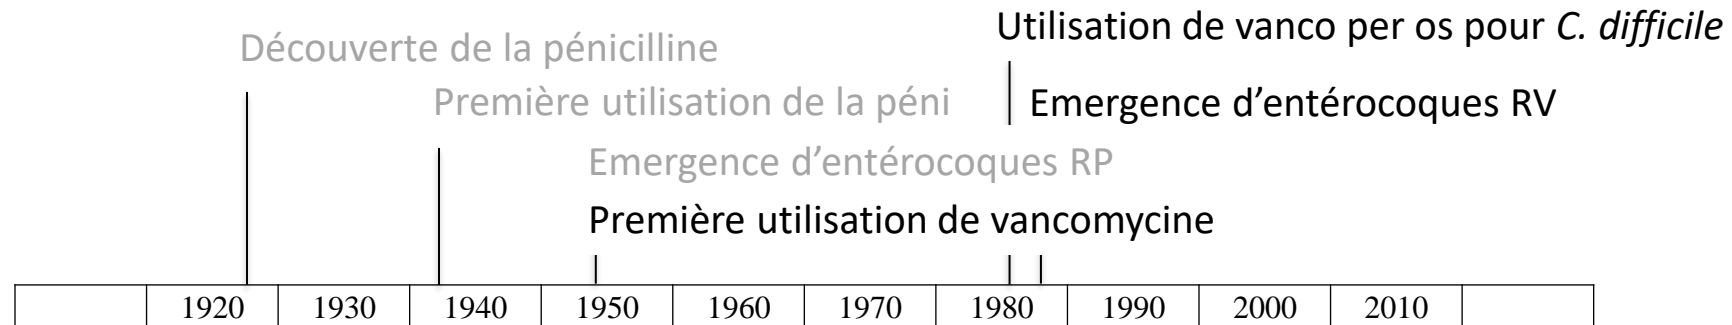 Utilisation de vanco per os pour C. difficile
Découverte de la pénicilline
Première utilisation de la péni
Emergence d'entérocoques RV
Emergence d'entérocoques RP
Première utilisation de vancomycine
1920 1930 1940 1950 1960 1970 1980 1990 2000 2010